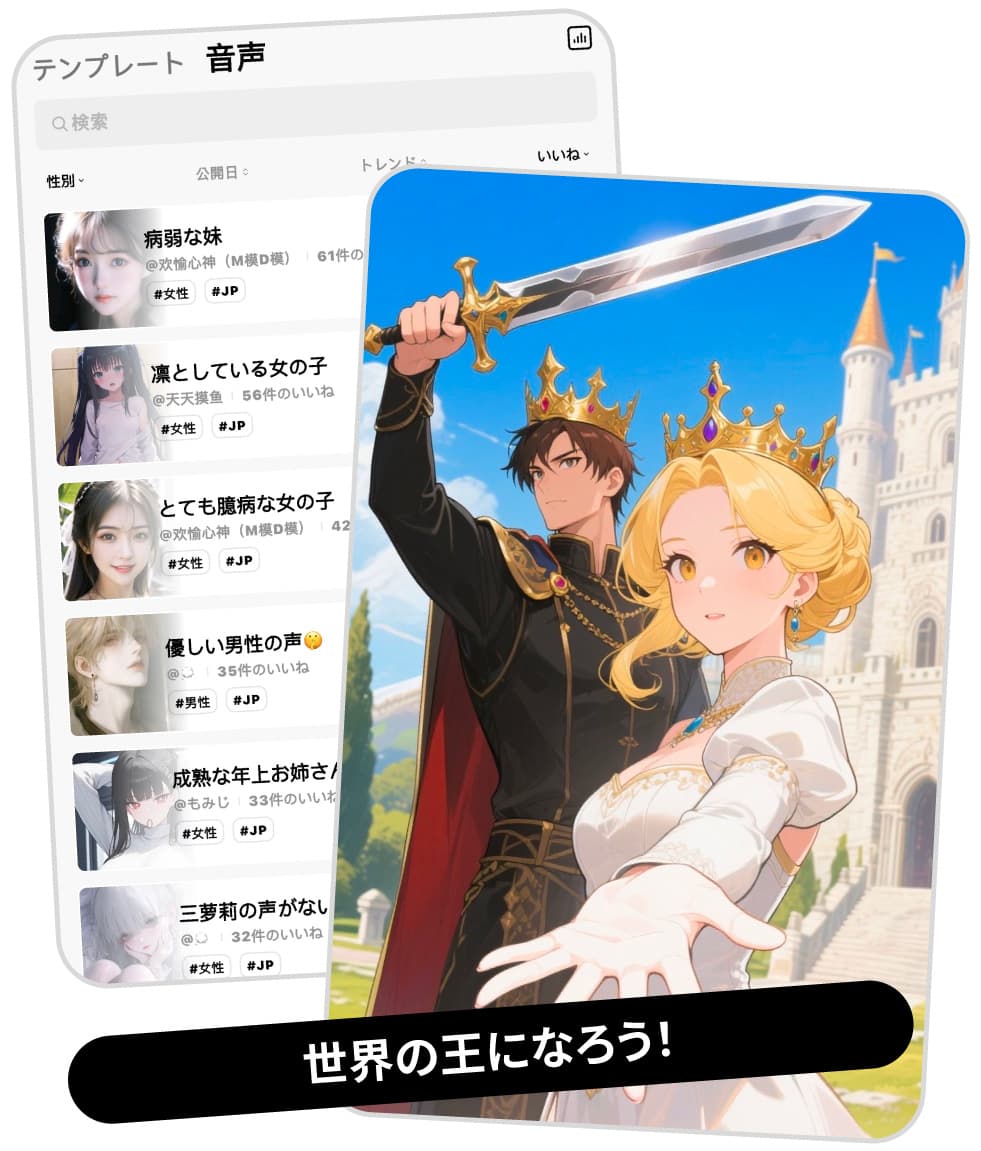 テンプレート 音声
検索
性別 公開日 トレンド いいね
病弱な妹
@欢愉心神（M模D模） 61件の
#女性 #JP
凛としている女の子
@天天摸鱼 56件のいいね
#女性 #JP
とても臆病な女の子
@欢愉心神（M模D模） 42
#女性 #JP
優しい男性の声🤫
@ 35件のいいね
#男性 #JP
成熟な年上お姉さん
@もみじ 33件のいいね
#女性 #JP
三萝莉の声がない
@ 32件のいいね
#女性 #JP
世界の王になろう!